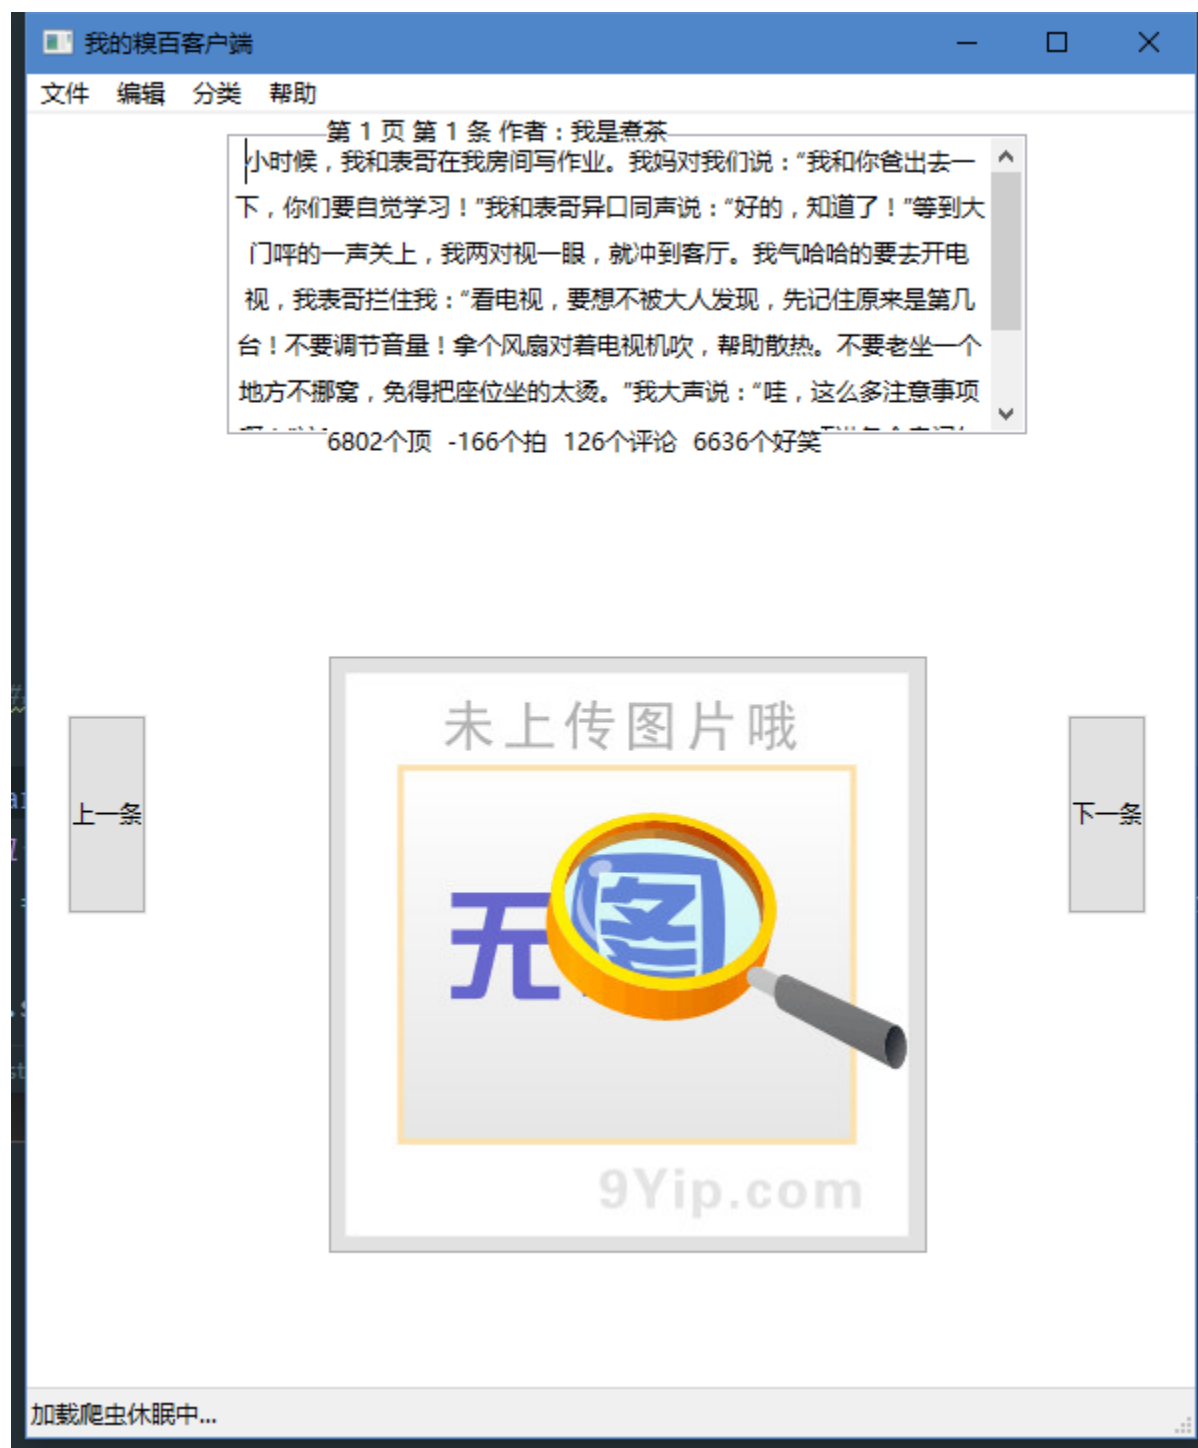 我的糗百客户端
文件 编辑 分类 帮助
第 1 页 第 1 条 作者：我是煮茶
小时候，我和表哥在我房间写作业。我妈对我们说：“我和你爸出去一
下，你们要自觉学习！”我和表哥异口同声说：“好的，知道了！”等到大
门呯的一声关上，我两对视一眼，就冲到客厅。我气哈哈的要去开电
视，我表哥拦住我：“看电视，要想不被大人发现，先记住原来是第几
台！不要调节音量！拿个风扇对着电视机吹，帮助散热。不要老坐一个
地方不挪窝，免得把座位坐的太烫。”我大声说：“哇，这么多注意事项
6802个顶 -166个拍 126个评论 6636个好笑
未上传图片哦
无图
9Yip.com
上一条
下一条
加载爬虫休眠中...